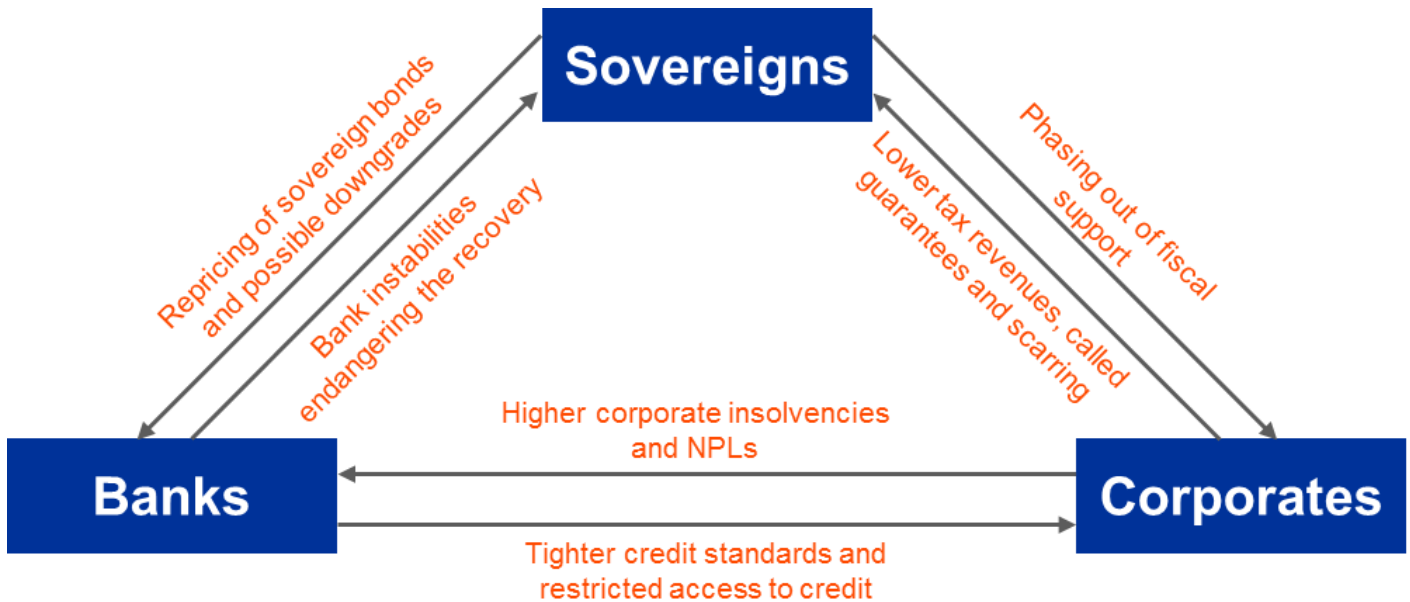 Sovereigns
Repricing of sovereign bonds
and possible downgrades
Bank instabilities
endangering the recovery
Phasing out of fiscal
support
Lower tax revenues, called
guarantees and scarring
Higher corporate insolvencies
and NPLs
Banks
Corporates
Tighter credit standards and
restricted access to credit